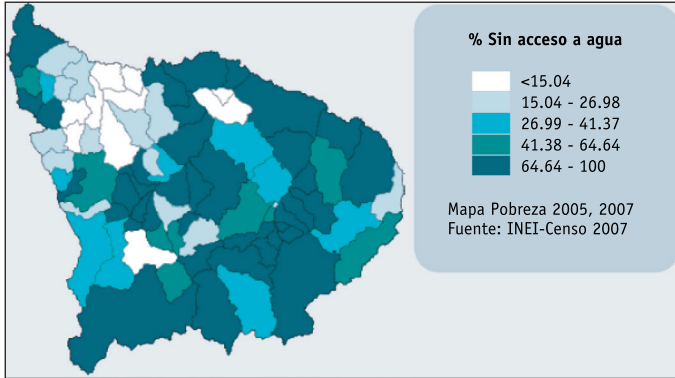 % Sin acceso a agua
<15.04
15.04 - 26.98
26.99 - 41.37
41.38 - 64.64
64.64 - 100
Mapa Pobreza 2005, 2007
Fuente: INEI-Censo 2007